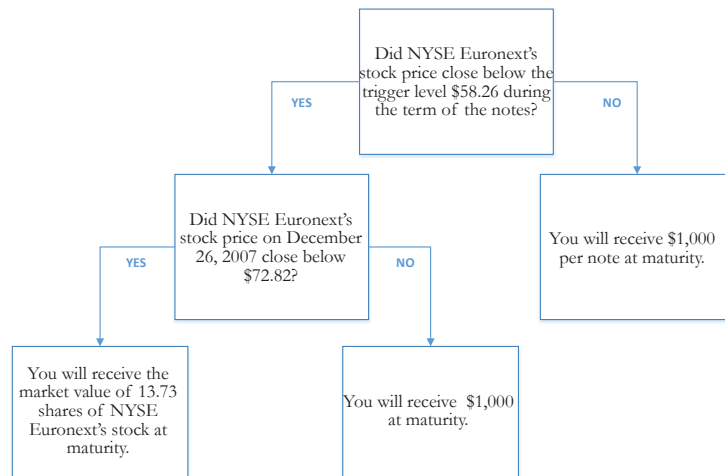 Did NYSE Euronext's
stock price close below the
trigger level $58.26 during
the term of the notes?
YES
NO
Did NYSE Euronext's
stock price on December
26, 2007 close below
$72.82?
You will receive $1,000
per note at maturity.
YES
NO
You will receive the
market value of 13.73
shares of NYSE
Euronext's stock at
maturity.
You will receive $1,000
at maturity.